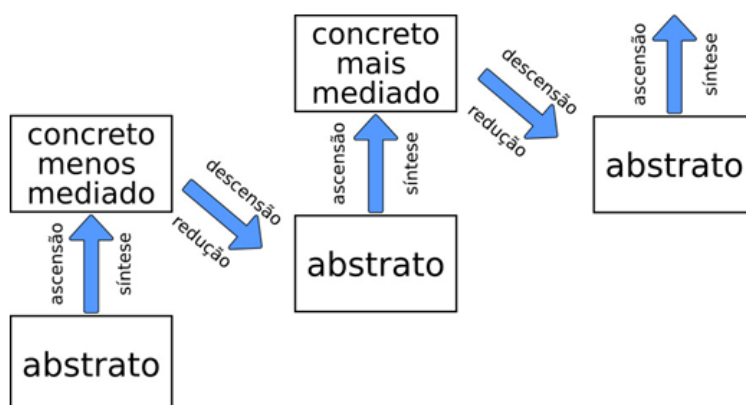 concreto
menos
mediado
ascensão
síntese
abstrato
descensão
redução
concreto
mais
mediado
ascensão
síntese
abstrato
descensão
redução
ascensão
síntese
abstrato